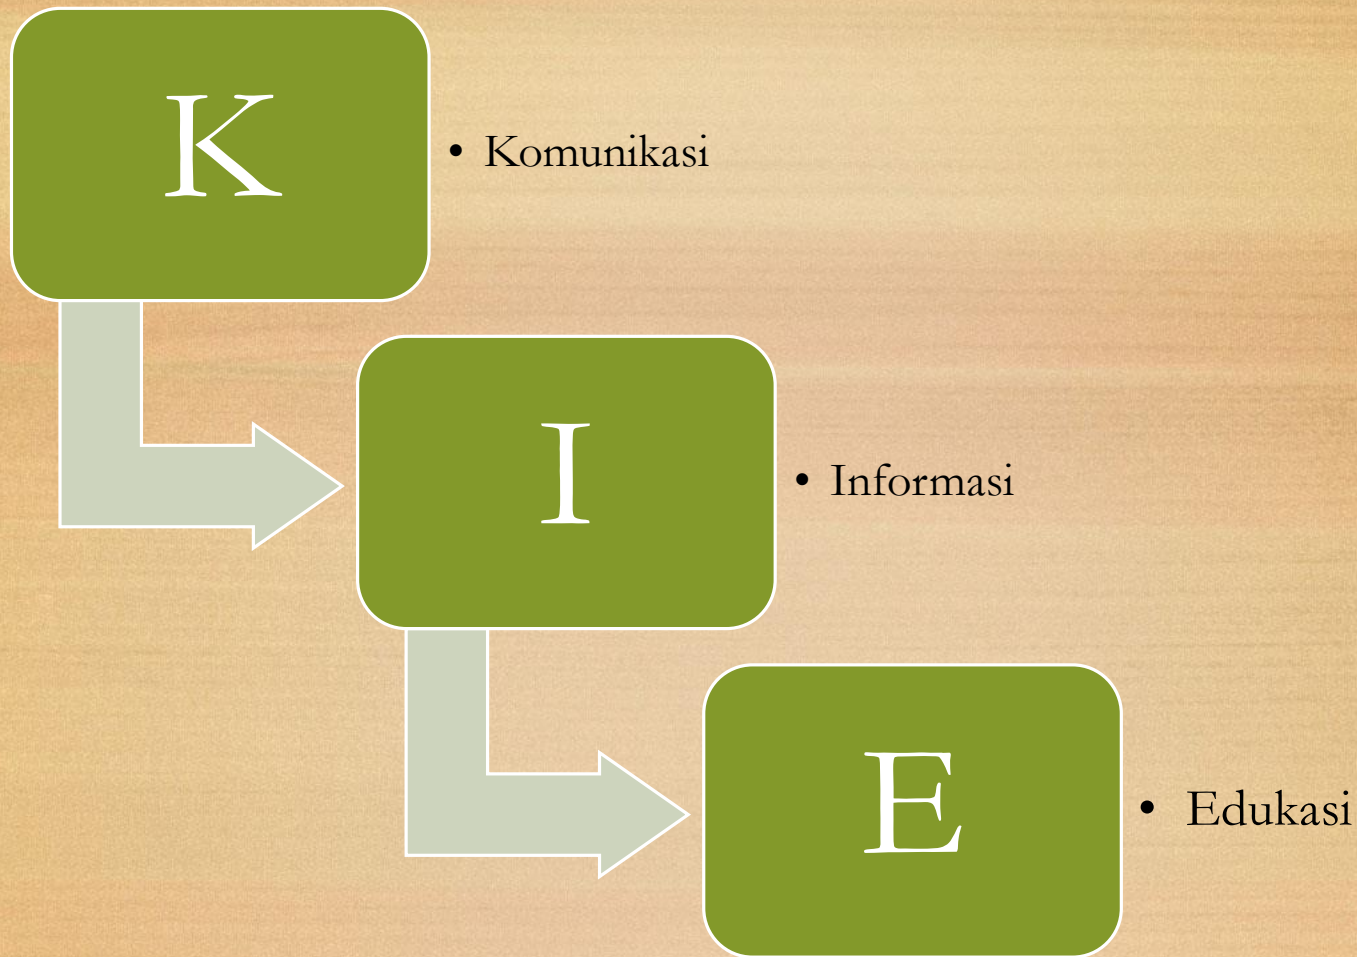 K
• Komunikasi
I
• Informasi
E
• Edukasi